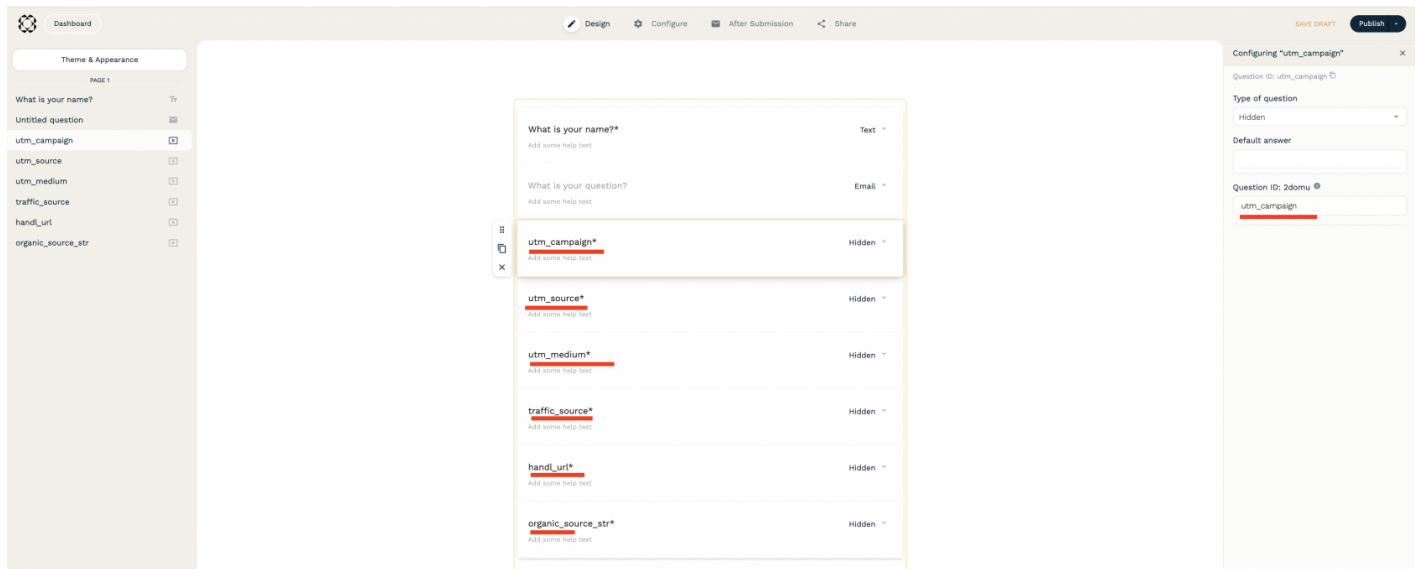 Dashboard
Design
Configure
After Submission
Share
SAVE DRAFT
Publish
Theme & Appearance
PAGE 1
What is your name?
Untitled question
utm_campaign
utm_source
utm_medium
traffic_source
handl_url
organic_source_str
What is your name?*
Text
Add some help text
What is your question?
Email
Add some help text
utm_campaign*
Hidden
Add some help text
utm_source*
Hidden
Add some help text
utm_medium*
Hidden
Add some help text
traffic_source*
Hidden
Add some help text
handl_url*
Hidden
Add some help text
organic_source_str*
Hidden
Add some help text
Configuring "utm_campaign"
Question ID: utm_campaign
Type of question
Hidden
Default answer
Question ID: 2domu
utm_campaign